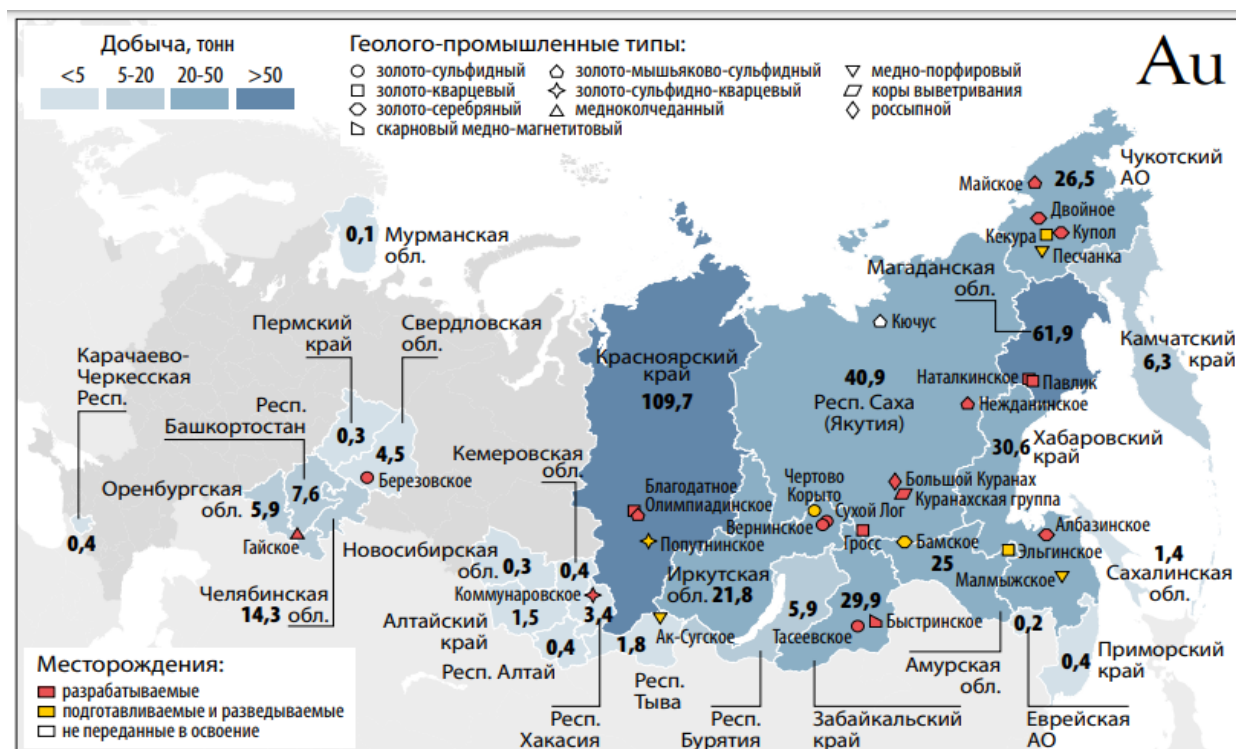 Добыча, тонн
<5 5-20 20-50 >50
Геолого-промышленные типы:
золото-сульфидный
золото-кварцевый
золото-серебряный
скарновый медно-магнетитовый
золото-мышьяково-сульфидный
золото-сульфидно-кварцевый
медноколчеданный
медно-порфировый
коры выветривания
россыпной
Au
Чукотский
АО
26,5
Майское
Двойное
Кекура
Купол
Песчанка
0,1
Мурманская
обл.
Магаданская
обл.
61,9
Кючус
Камчатский
край
6,3
Пермский
край
0,3
Свердловская
обл.
4,5
Березовское
Карачаево-
Черкесская
Респ.
0,4
Респ.
Башкортостан
7,6
Оренбургская
обл.
5,9
Гайское
Челябинская
14,3 обл.
Красноярский
край
109,7
40,9
Респ. Саха
(Якутия)
Наталкинское
Павлик
Нежданинское
30,6
Хабаровский
край
Кемеровская
обл.
0,4
Благодатное
Олимпиадинское
Попутнинское
Чертово
Корыто
Вернинское
Сухой Лог
Большой Куранах
Куранахская группа
Гросс
Бамское
25
Албазинское
Эльгинское
Малмыжское
1,4
Сахалинская
обл.
Новосибирская
обл.
0,3
Коммунаровское
3,4
Алтайский
край
1,5
0,4
Респ. Алтай
1,8
Ак-Сугское
Иркутская
обл. 21,8
5,9
29,9
Тасеевское
Быстринское
0,2
0,4
Приморский
край
Амурская
обл.
Респ.
Тыва
Респ.
Хакасия
Респ.
Бурятия
Забайкальский
край
Еврейская
АО
Месторождения:
разрабатываемые
подготавливаемые и разведываемые
не переданные в освоение